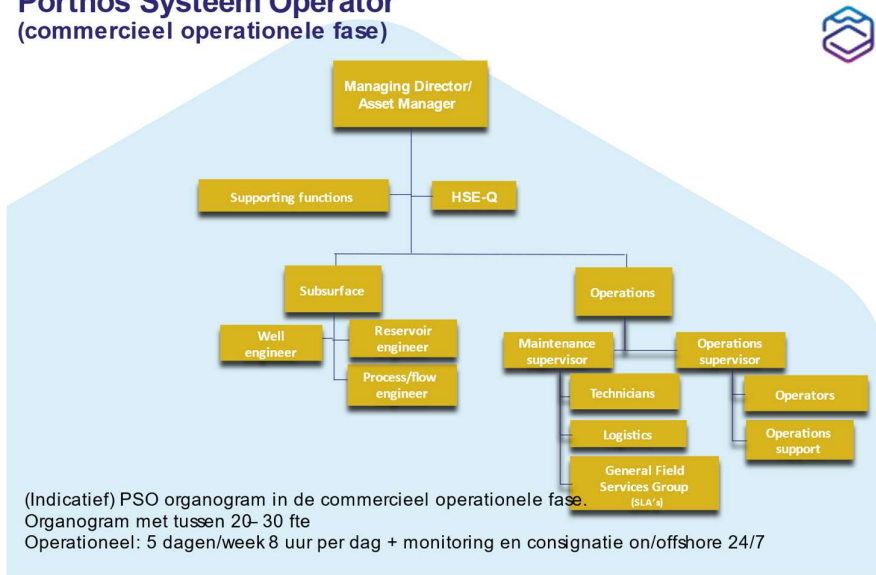 Porthos Systeem Operator
(commercieel operationele fase)
Managing Director/
Asset Manager
Supporting functions
HSE-Q
Subsurface
Operations
Well
engineer
Reservoir
engineer
Process/flow
engineer
Maintenance
supervisor
Operations
supervisor
Technicians
Logistics
General Field
Services Group
(SLA's)
Operators
Operations
support
(Indicatief) PSO organogram in de commercieel operationele fase.
Organogram met tussen 20– 30 fte
Operationeel: 5 dagen/week 8 uur per dag + monitoring en consignatie on/offshore 24/7